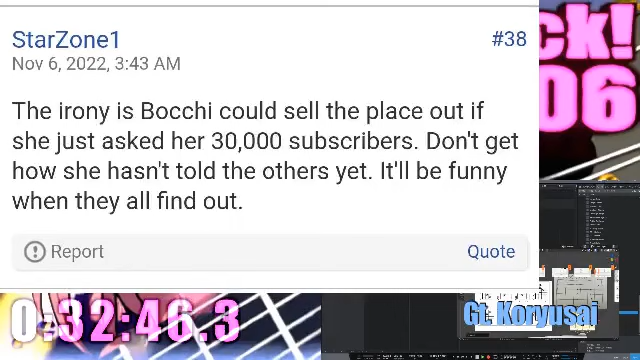 StarZone1
#38
Nov 6, 2022, 3:43 AM
The irony is Bocchi could sell the place out if
she just asked her 30,000 subscribers. Don't get
how she hasn't told the others yet. It'll be funny
when they all find out.
Report
Quote
ck!
06
0:32:46.3
Gt. Koryusai